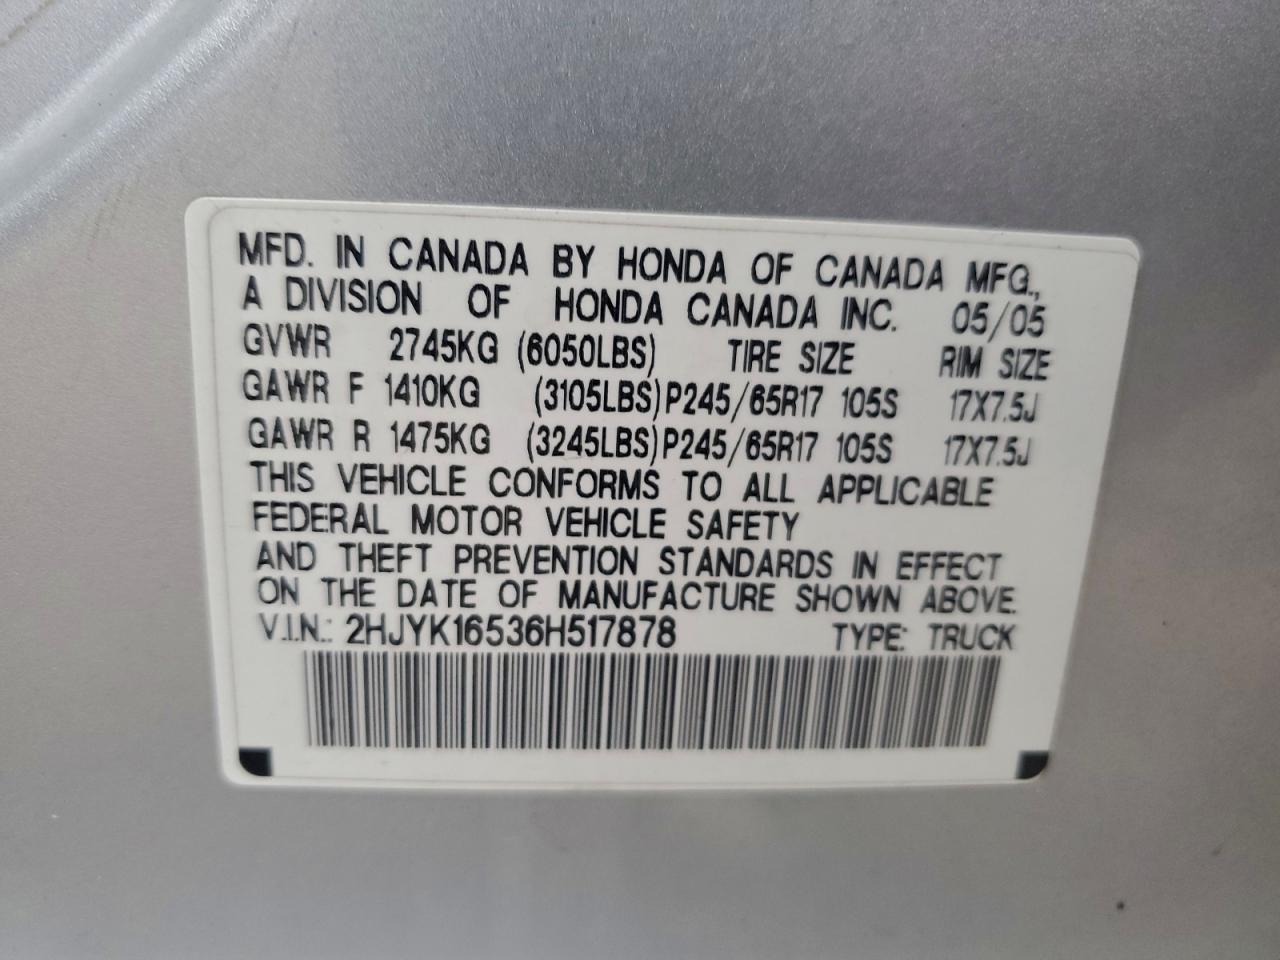 MFD. IN CANADA BY HONDA OF CANADA MFG.,
A DIVISION OF HONDA CANADA INC. 05/05
GVWR 2745KG (6050LBS) TIRE SIZE RIM SIZE
GAWR F 1410KG (3105LBS) P245/65R17 105S 17X7.5J
GAWR R 1475KG (3245LBS) P245/65R17 105S 17X7.5J
THIS VEHICLE CONFORMS TO ALL APPLICABLE
FEDERAL MOTOR VEHICLE SAFETY
AND THEFT PREVENTION STANDARDS IN EFFECT
ON THE DATE OF MANUFACTURE SHOWN ABOVE.
V.I.N.: 2HJYK16536H517878 TYPE: TRUCK